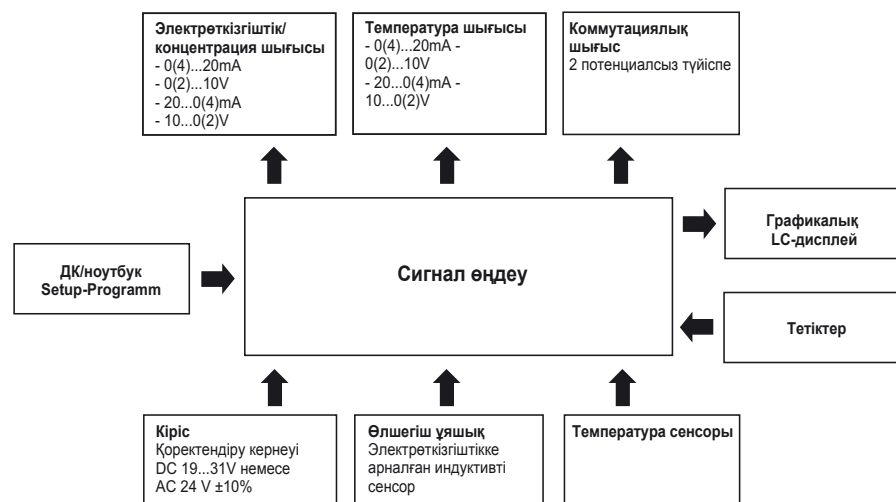 Электрөткізгіштік/
концентрация шығысы
- 0(4)...20mA
- 0(2)...10V
- 20...0(4)mA
- 10...0(2)V
Температура шығысы
- 0(4)...20mA -
0(2)...10V
- 20...0(4)mA -
10...0(2)V
Коммутациялық
шығыс
2 потенциалсыз түйіспе
ДК/ноутбук
Setup-Programm
Сигнал өңдеу
Графикалық
LC-дисплей
Тетіктер
Кіріс
Қоректендіру кернеуі
DC 19...31V немесе
AC 24 V ±10%
Өлшегіш ұяшық
Электрөткізгіштікке
арналған индуктивті
сенсор
Температура сенсоры